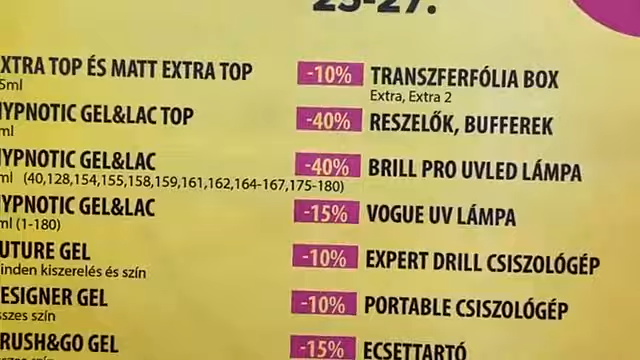 25-27.
XTRA TOP ÉS MATT EXTRA TOP
5ml
HYPNOTIC GEL&LAC TOP
ml
HYPNOTIC GEL&LAC
ml (40,128,154,155,158,159,161,162,164-167,175-180)
HYPNOTIC GEL&LAC
ml (1-180)
UTURE GEL
inden kiszerelés és szín
ESIGNER GEL
sszes szín
RUSH&GO GEL
-10% TRANSZFERFÓLIA BOX
Extra, Extra 2
-40% RESZELŐK, BUFFEREK
-40% BRILL PRO UVLED LÁMPA
-15% VOGUE UV LÁMPA
-10% EXPERT DRILL CSISZOLÓGÉP
-10% PORTABLE CSISZOLÓGÉP
-15% ECSETTARTÓ